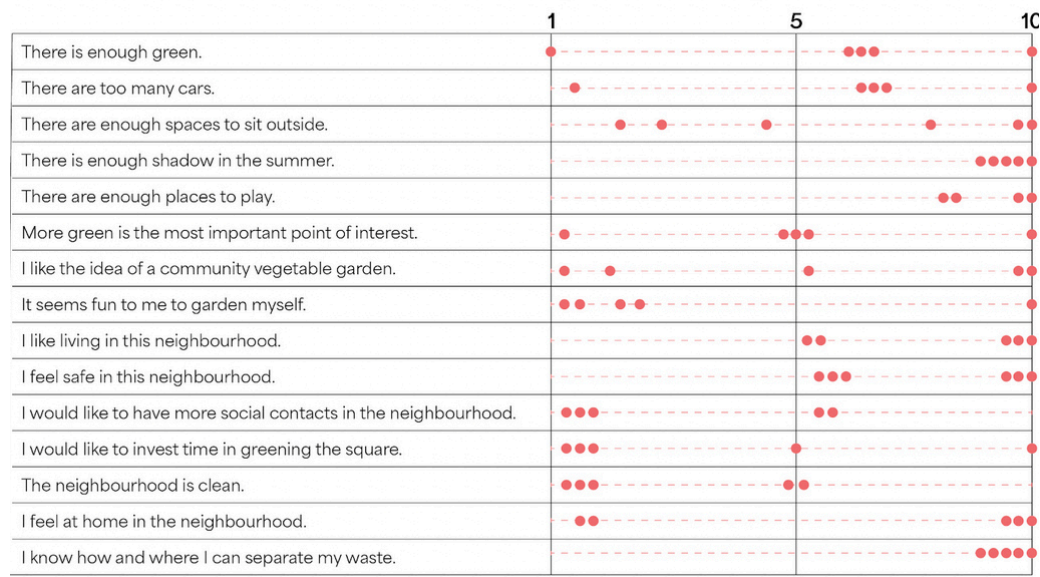 1 5 10
There is enough green.
There are too many cars.
There are enough spaces to sit outside.
There is enough shadow in the summer.
There are enough places to play.
More green is the most important point of interest.
I like the idea of a community vegetable garden.
It seems fun to me to garden myself.
I like living in this neighbourhood.
I feel safe in this neighbourhood.
I would like to have more social contacts in the neighbourhood.
I would like to invest time in greening the square.
The neighbourhood is clean.
I feel at home in the neighbourhood.
I know how and where I can separate my waste.